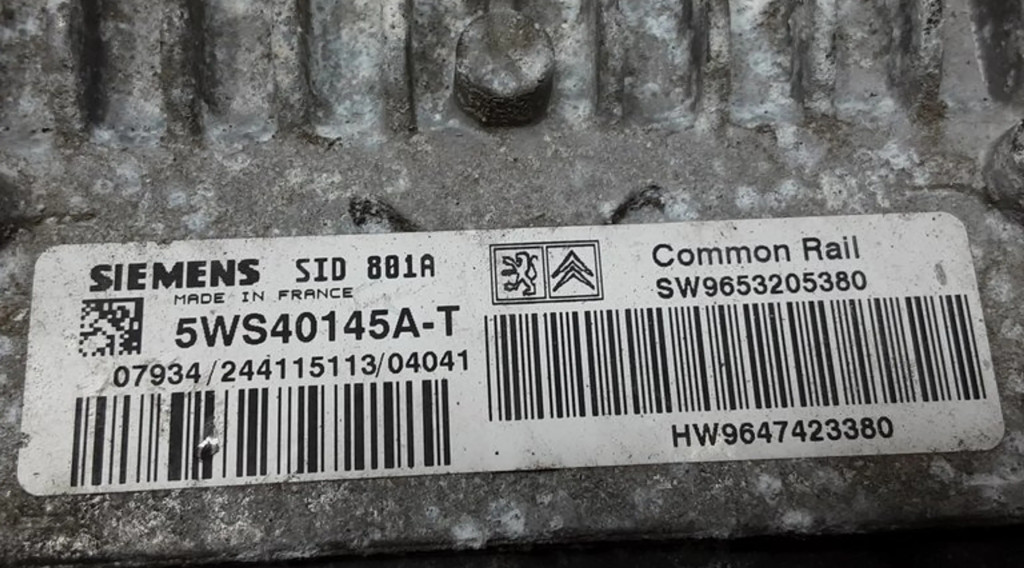 SIEMENS SID 801A
MADE IN FRANCE
5WS40145A-T
07934/244115113/04041
Common Rail
SW9653205380
HW9647423380